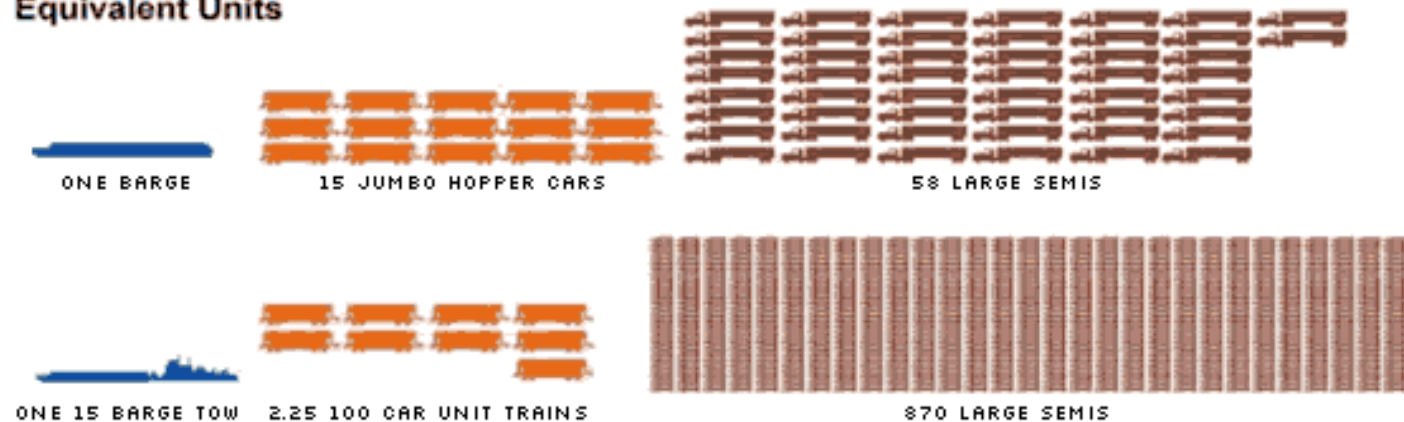 Equivalent Units
ONE BARGE
15 JUMBO HOPPER CARS
58 LARGE SEMIS
ONE 15 BARGE TOW
2.25 100 CAR UNIT TRAINS
870 LARGE SEMIS